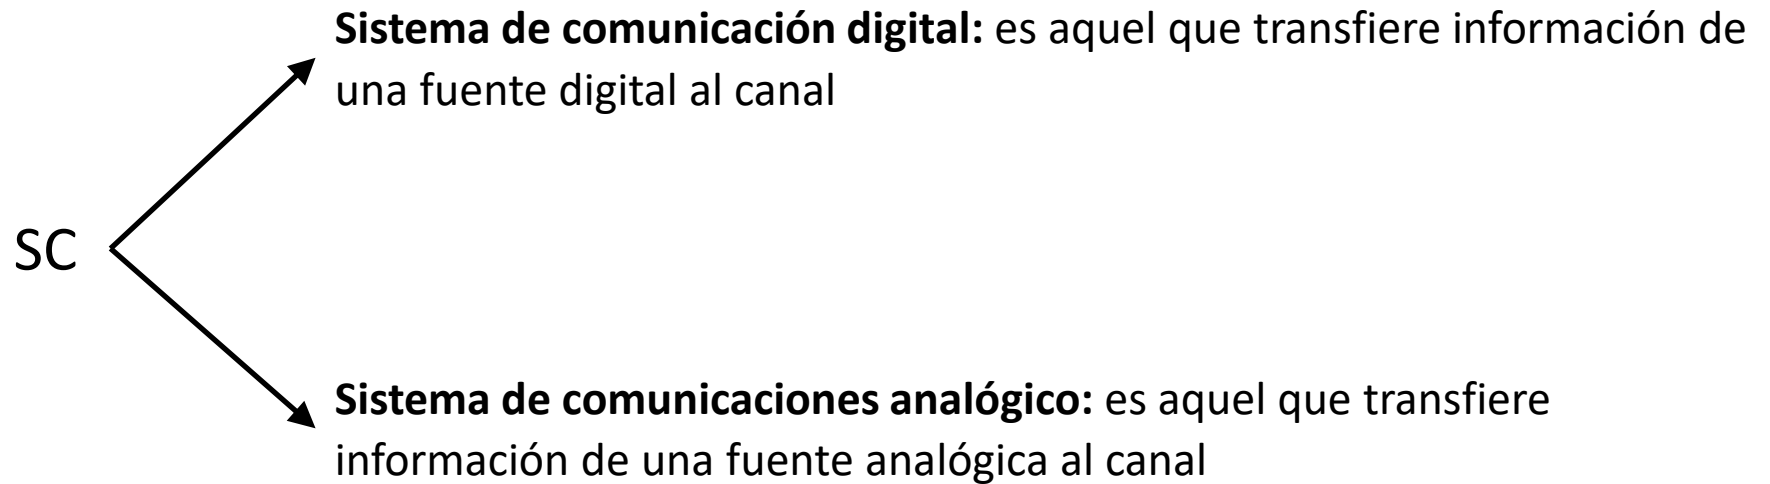 Sistema de comunicación digital: es aquel que transfiere información de
una fuente digital al canal
SC
Sistema de comunicaciones analógico: es aquel que transfiere
información de una fuente analógica al canal